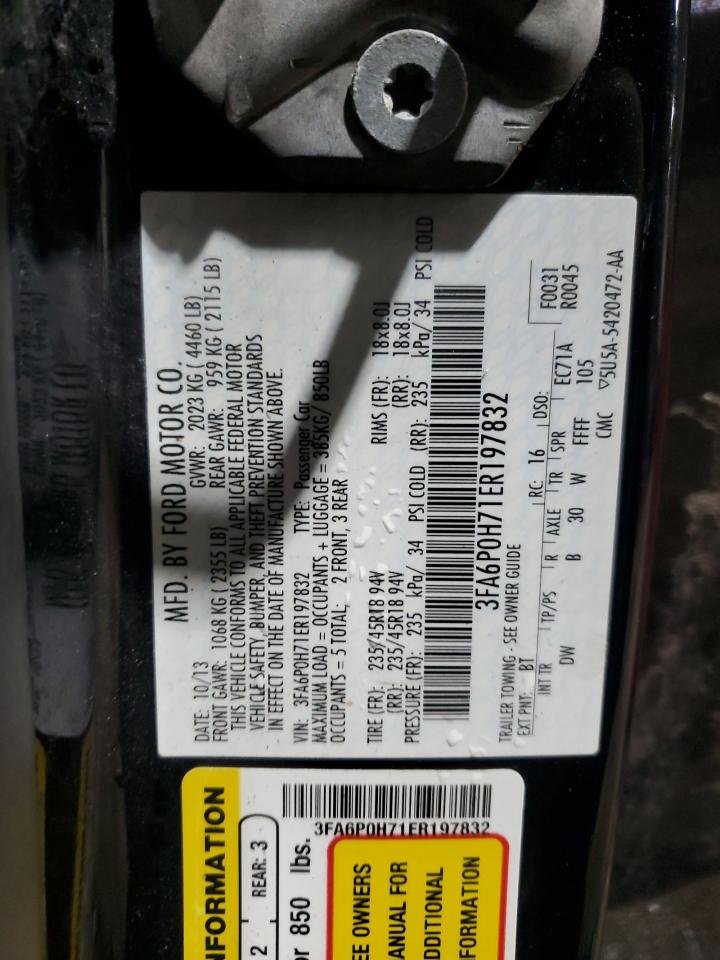 MFD. BY FORD MOTOR CO.
DATE: 10/13 GVWR: 2023 KG ( 4460 LB)
FRONT GAWR: 1068 KG ( 2355 LB) REAR GAWR: 959 KG ( 2115 LB)
THIS VEHICLE CONFORMS TO ALL APPLICABLE FEDERAL MOTOR
VEHICLE SAFETY, BUMPER, AND THEFT PREVENTION STANDARDS
IN EFFECT ON THE DATE OF MANUFACTURE SHOWN ABOVE.
VIN: 3FA6P0H71ER197832 TYPE: Passenger Car
MAXIMUM LOAD = OCCUPANTS + LUGGAGE = 385KG/ 850LB
OCCUPANTS = 5 TOTAL; 2 FRONT, 3 REAR
TIRE (FR): 235/45R18 94V RIMS (FR): 18x8.0J
(RR): 235/45R18 94V (RR): 18x8.0J
PRESSURE (FR): 235 kPa/ 34 PSI COLD (RR): 235 kPa/ 34 PSI COLD
3FA6P0H71ER197832
TRAILER TOWING - SEE OWNER GUIDE
EXT PNT: BT RC: 16 DSO: F0031
INT TR TP/PS R AXLE TR SPR EC71A R0045
DW B 30 W FFFF 105
CMC ▽5U5A-5420472-AA
NFORMATION
2 REAR: 3
or 850 lbs.
3FA6P0H71ER197832
EE OWNERS
ANUAL FOR
DDITIONAL
FORMATION